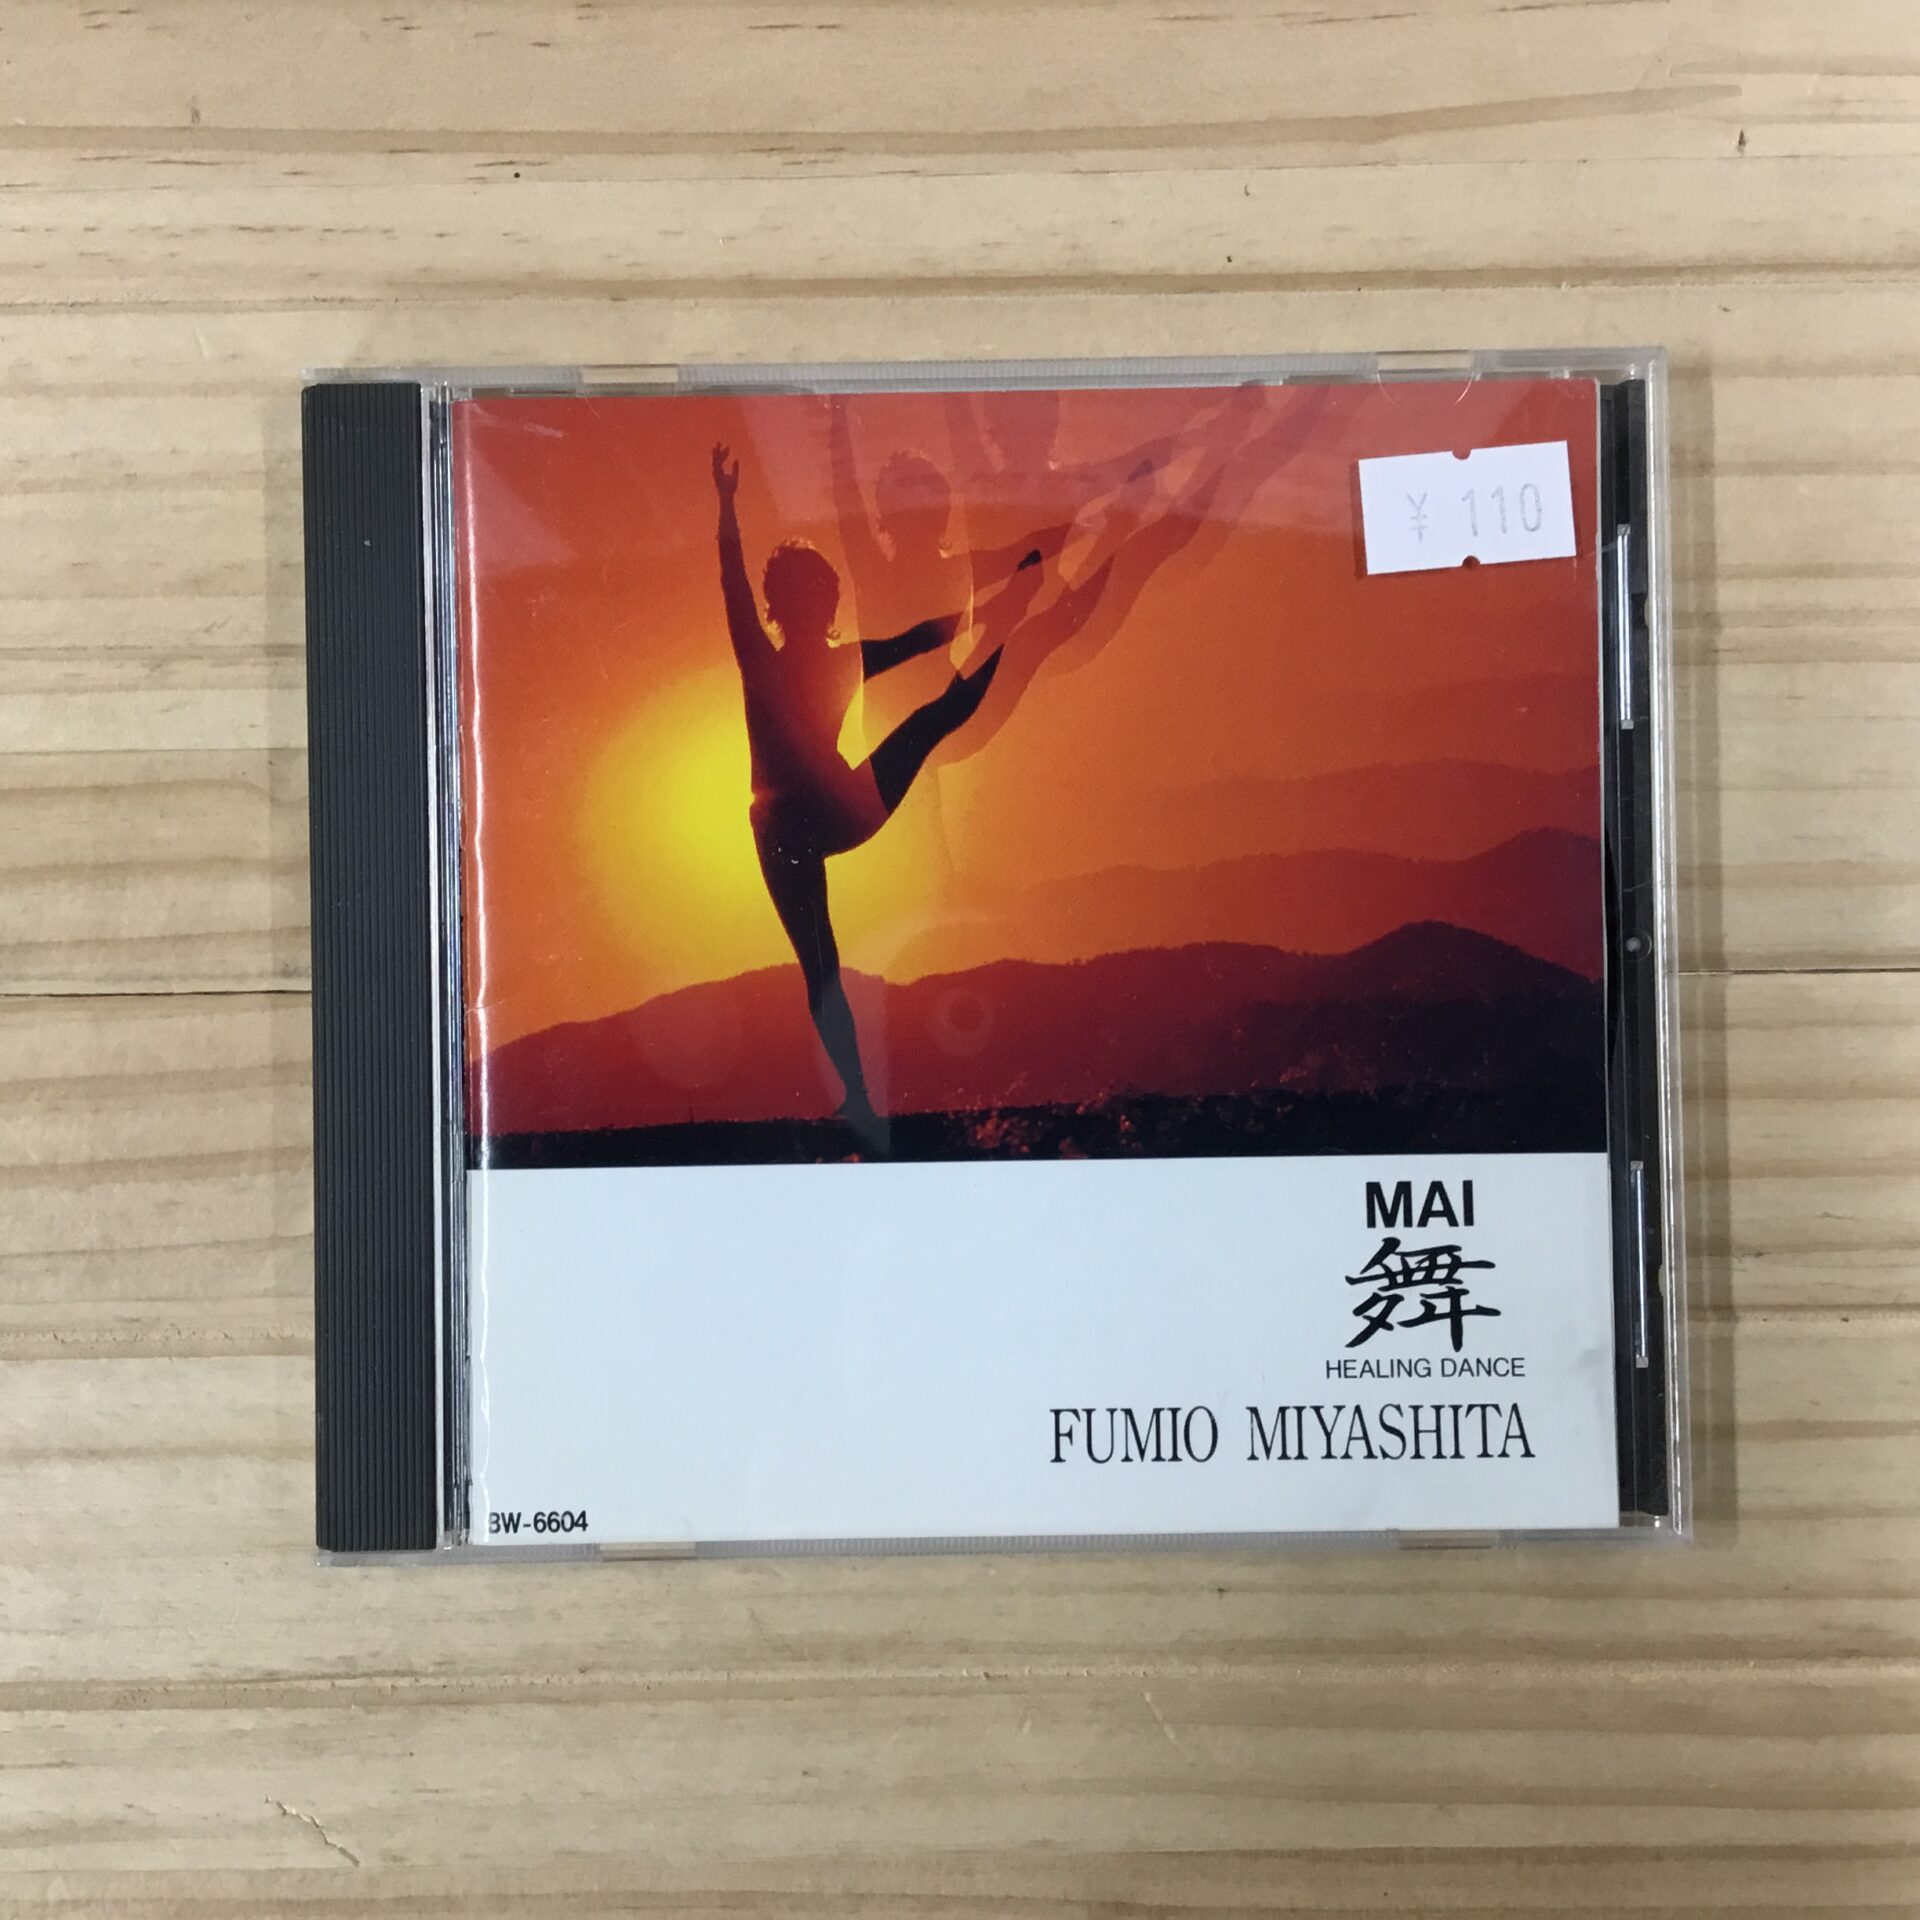 ¥ 110
MAI
舞
HEALING DANCE
FUMIO MIYASHITA
BW-6604